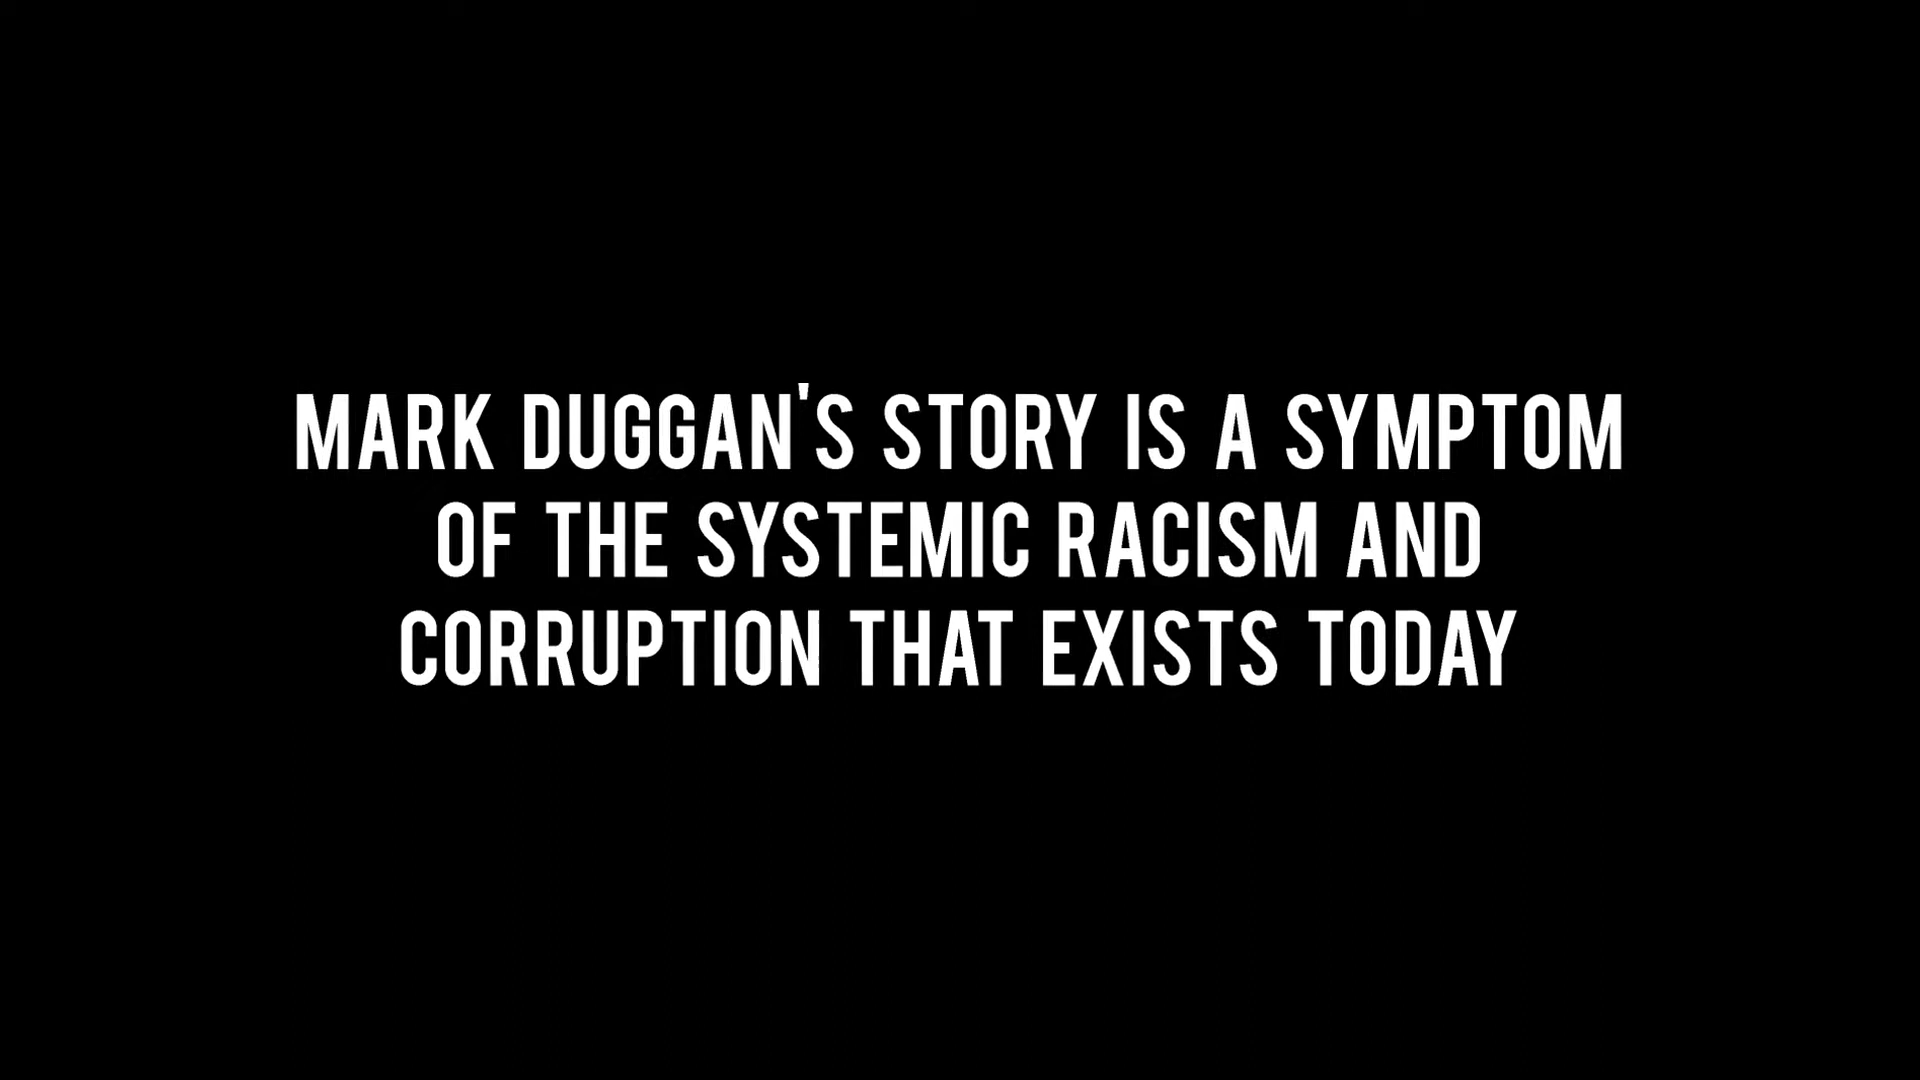 MARK DUGGAN'S STORY IS A SYMPTOM
OF THE SYSTEMIC RACISM AND
CORRUPTION THAT EXISTS TODAY